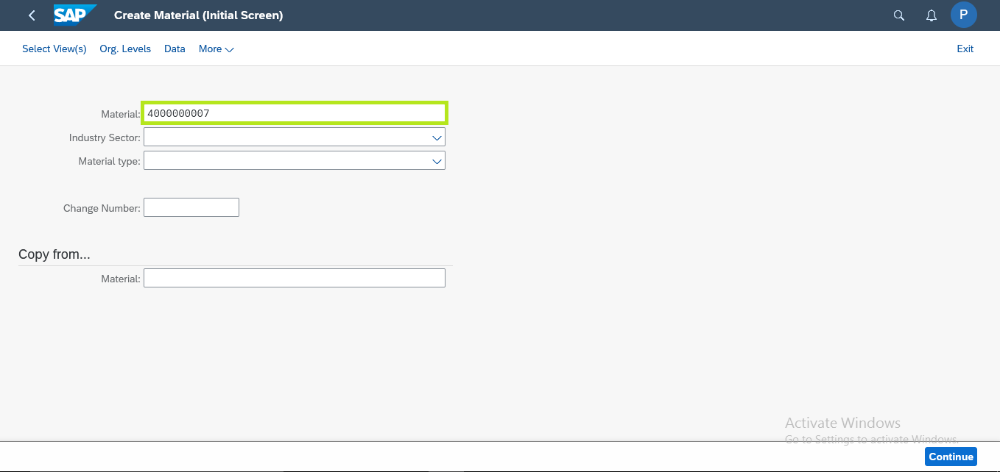 SAP Create Material (Initial Screen) P
Select View(s) Org. Levels Data More Exit
Material: 4000000007
Industry Sector:
Material type:
Change Number:
Copy from...
Material:
Activate Windows
Go to Settings to activate Windows.
Continue